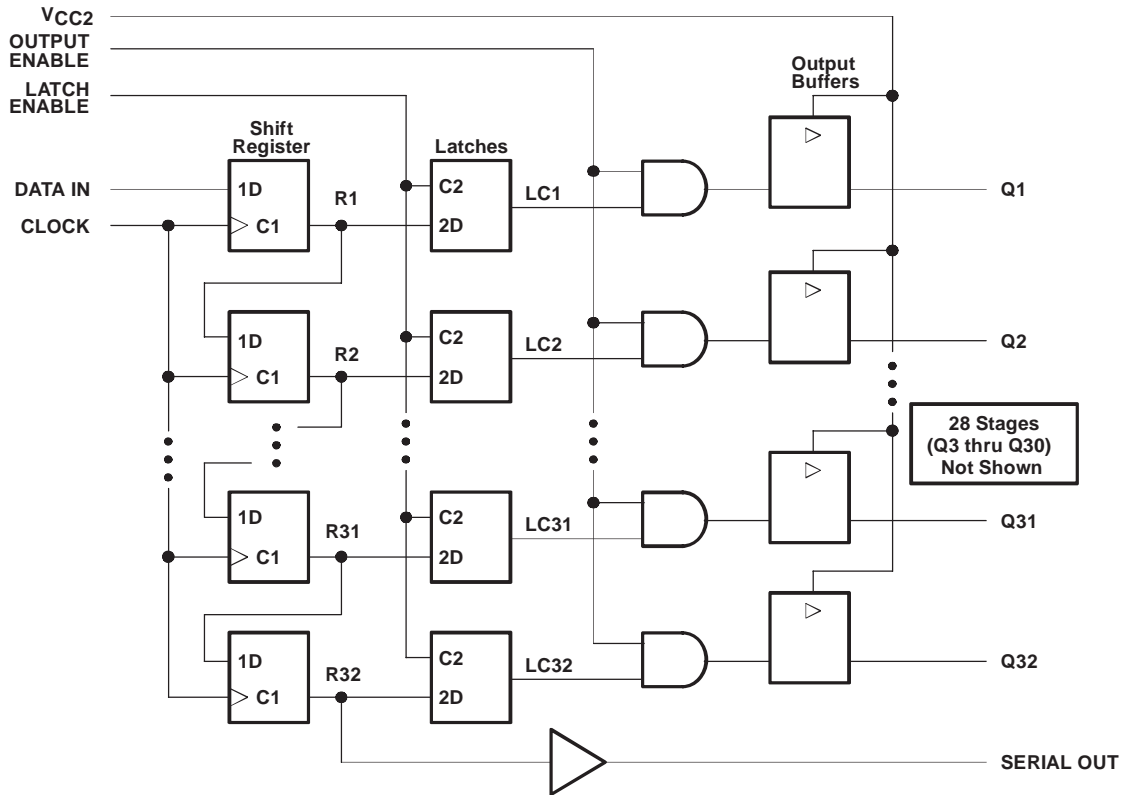 VCC2
OUTPUT
ENABLE
LATCH
ENABLE
Output
Buffers
Shift
Register
Latches
DATA IN
CLOCK
1D
C1
R1
C2
2D
LC1
Q1
1D
C1
R2
C2
2D
LC2
Q2
28 Stages
(Q3 thru Q30)
Not Shown
1D
C1
R31
C2
2D
LC31
Q31
1D
C1
R32
C2
2D
LC32
Q32
SERIAL OUT